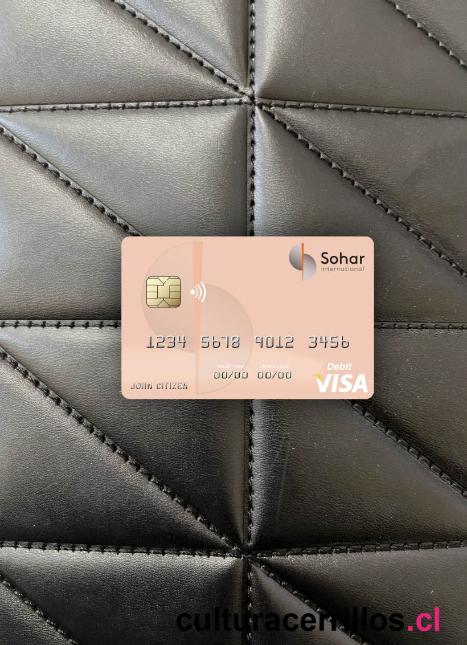 Sohar
international
1234 5678 9012 3456
00/00 00/00
JOHN CITIZEN
Debit
VISA
culturacerrillos.cl